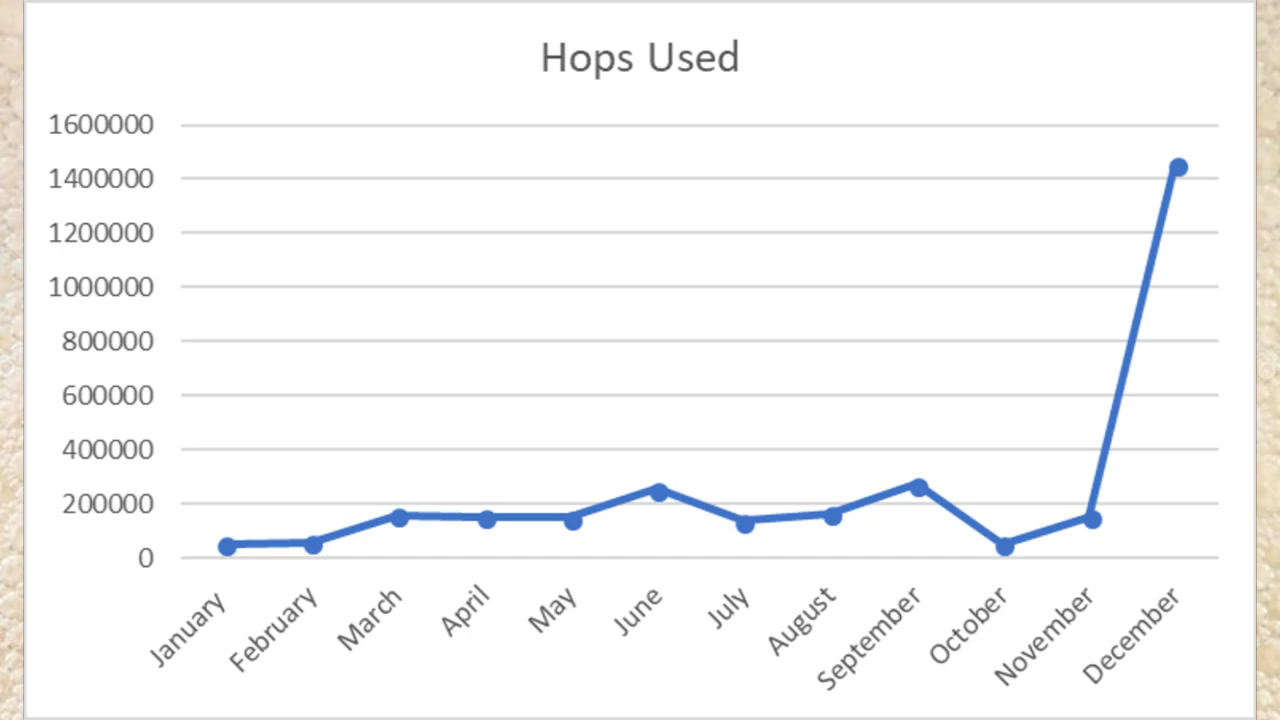 Hops Used
1600000
1400000
1200000
1000000
800000
600000
400000
200000
0
January
February
March
April
May
June
July
August
September
October
November
December